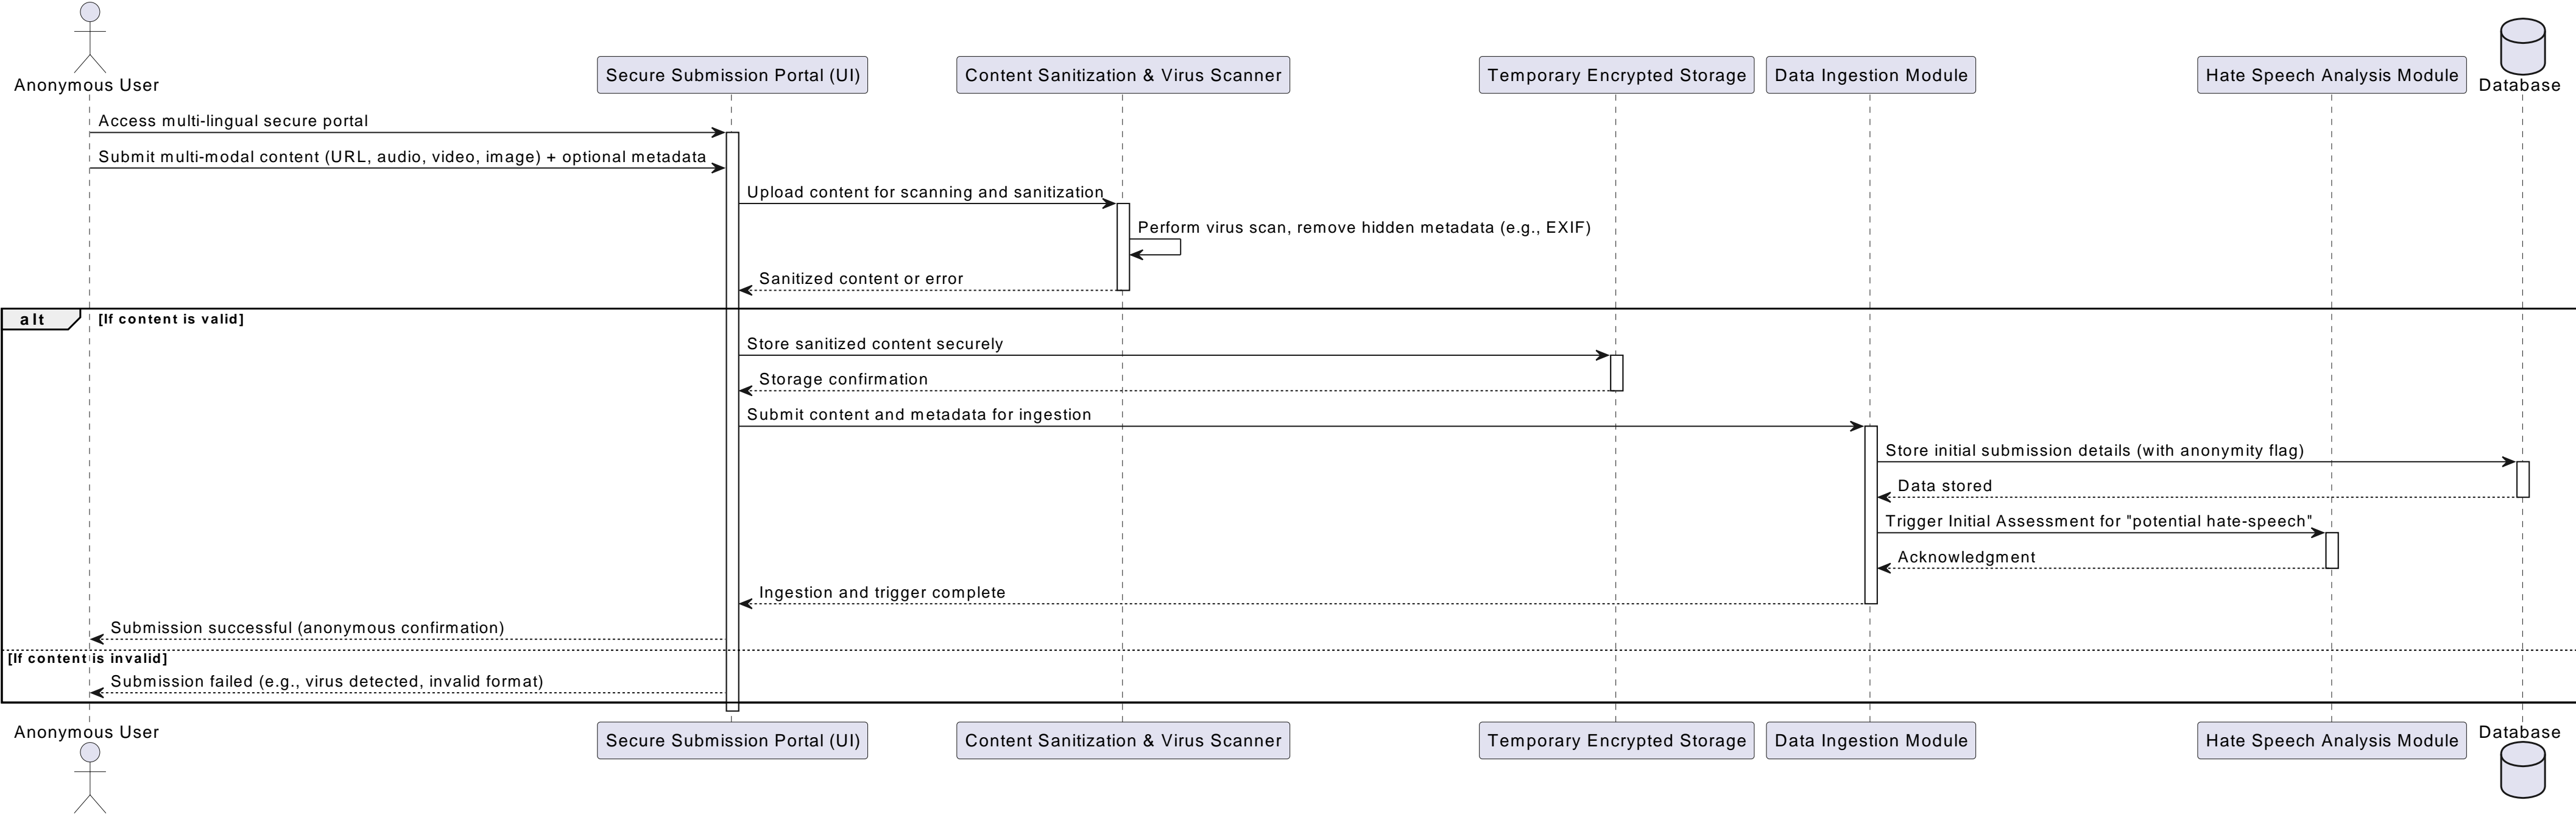 Anonymous User
Secure Submission Portal (UI)
Content Sanitization & Virus Scanner
Temporary Encrypted Storage
Data Ingestion Module
Hate Speech Analysis Module
Database
Access multi-lingual secure portal
Submit multi-modal content (URL, audio, video, image) + optional metadata
Upload content for scanning and sanitization
Perform virus scan, remove hidden metadata (e.g., EXIF)
Sanitized content or error
alt
[If content is valid]
Store sanitized content securely
Storage confirmation
Submit content and metadata for ingestion
Store initial submission details (with anonymity flag)
Data stored
Trigger Initial Assessment for "potential hate-speech"
Acknowledgment
Ingestion and trigger complete
Submission successful (anonymous confirmation)
[If content is invalid]
Submission failed (e.g., virus detected, invalid format)
Anonymous User
Secure Submission Portal (UI)
Content Sanitization & Virus Scanner
Temporary Encrypted Storage
Data Ingestion Module
Hate Speech Analysis Module
Database